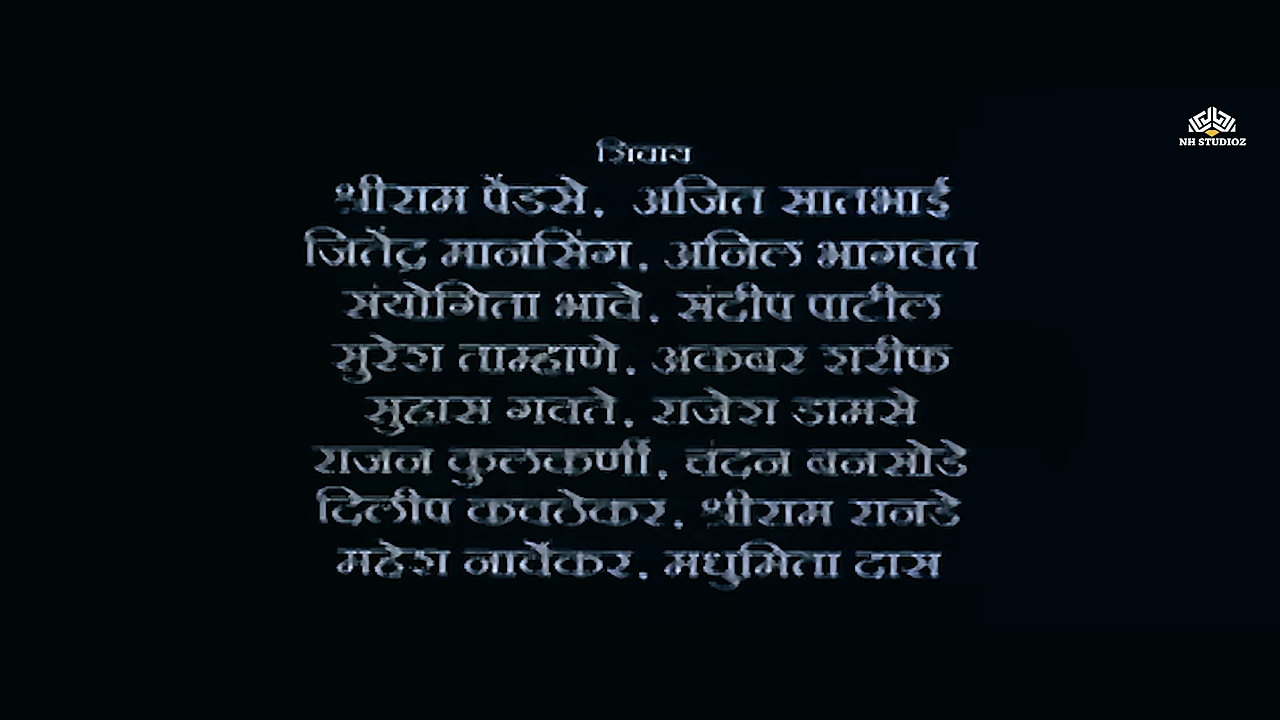 NH STUDIOZ
शिवाय
श्रीराम पेंडसे, अजित सातभाई
जितेंद्र मानसिंग, अनिल भागवत
संयोगिता भावे, संदीप पाटील
सुरेश ताम्हाणे, अकबर शरीफ
सुहास गवते, राजेश डामसे
राजन कुलकर्णी, चंदन बनसोडे
दिलीप कवठेकर, श्रीराम रानडे
महेश नार्वेकर, मधुमिता दास